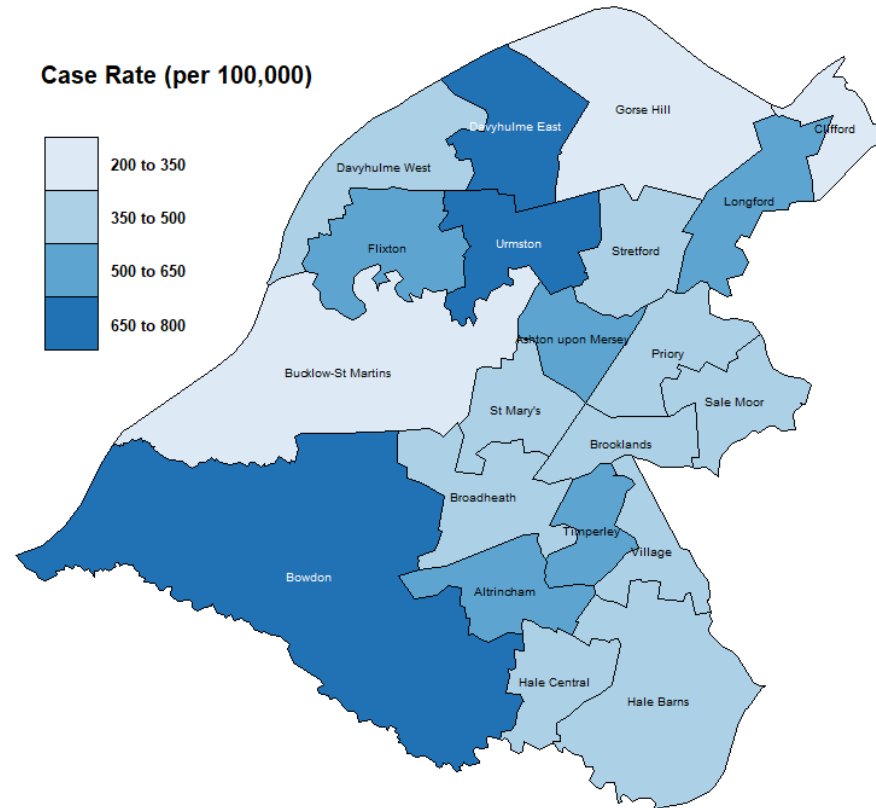 Case Rate (per 100,000)
200 to 350
350 to 500
500 to 650
650 to 800
Gorse Hill
Clifford
Davyhulme East
Davyhulme West
Longford
Urmston
Flixton
Stretford
Ashton upon Mersey
Priory
Bucklow-St Martins
Sale Moor
St Mary's
Brooklands
Broadheath
Timperley
Village
Bowdon
Altrincham
Hale Central
Hale Barns